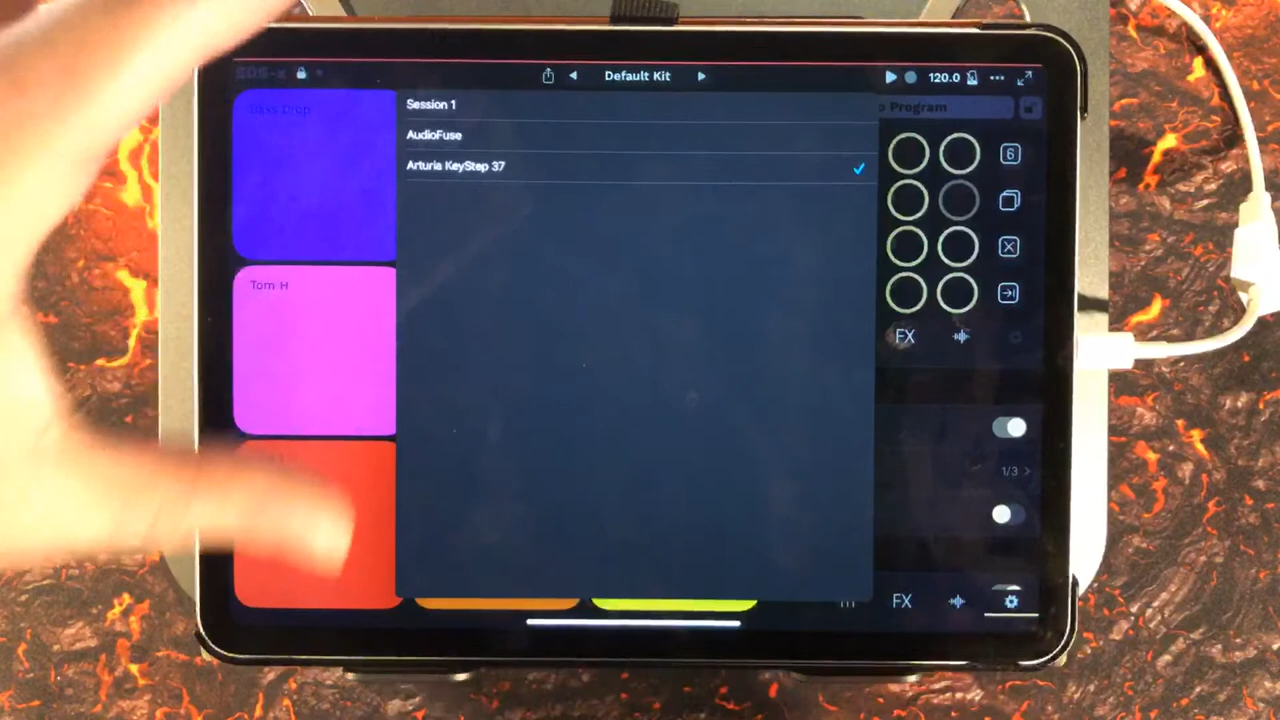 SDS-x
Default Kit
120.0
Bass Drop
Session 1
AudioFuse
Arturia KeyStep 37
Program
6
Tom H
FX
1/3 >
FX